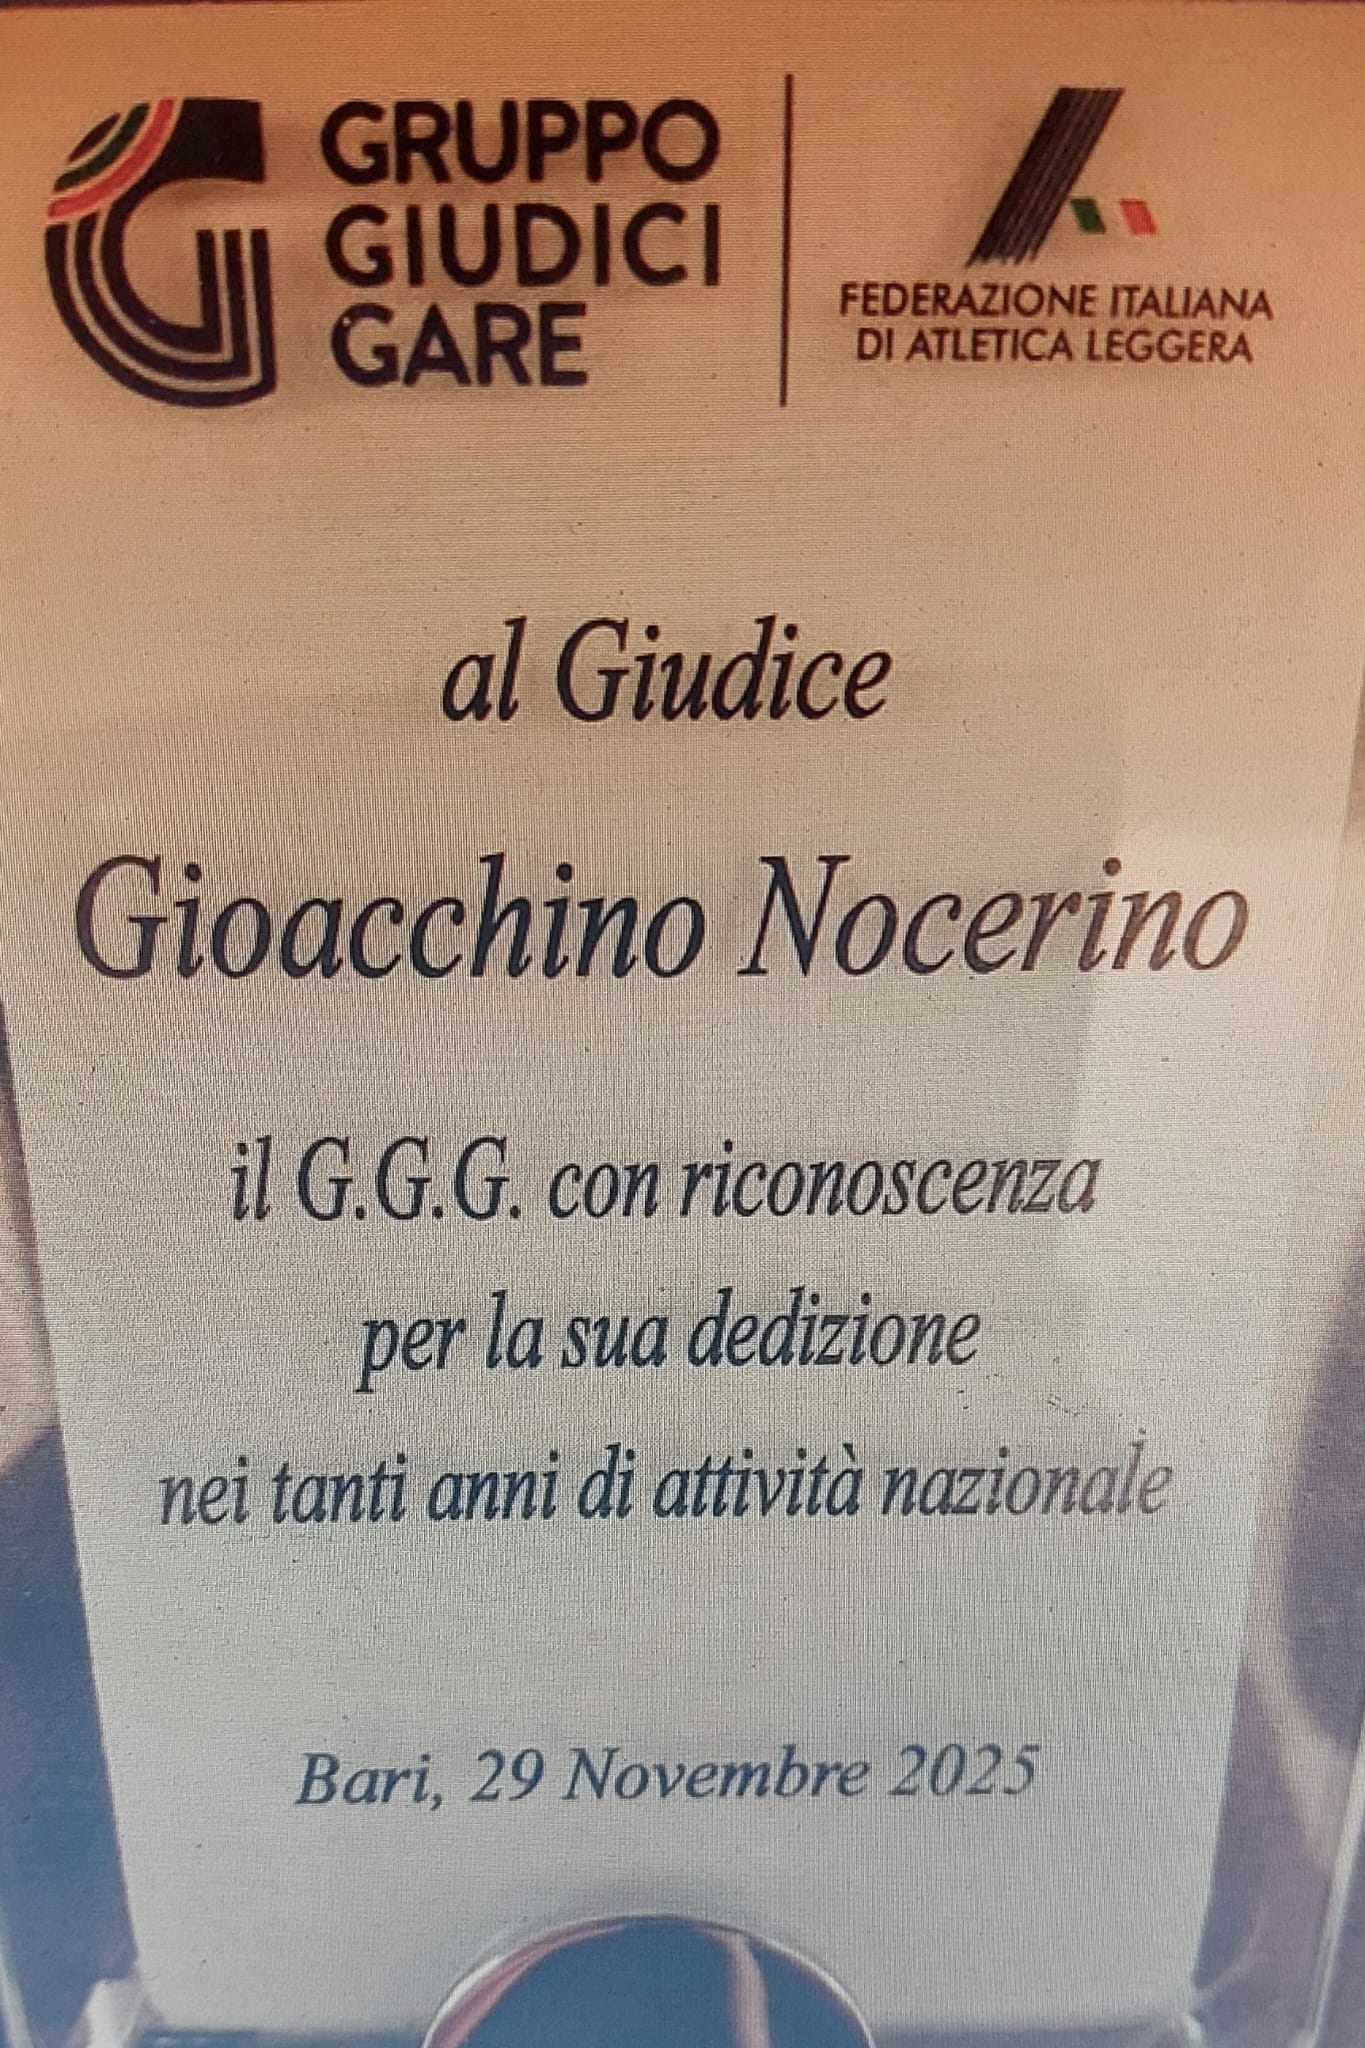 GRUPPO
GIUDICI
GARE
FEDERAZIONE ITALIANA
DI ATLETICA LEGGERA
al Giudice
Gioacchino Nocerino
il G.G.G. con riconoscenza
per la sua dedizione
nei tanti anni di attività nazionale
Bari, 29 Novembre 2025